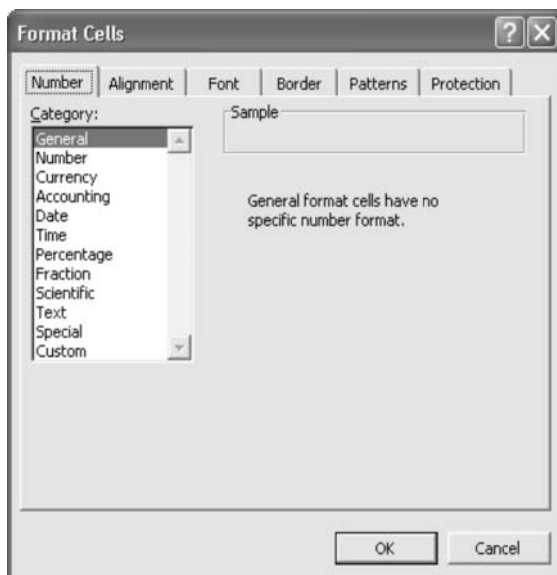 Format Cells
Number
Alignment
Font
Border
Patterns
Protection
Category:
General
Number
Currency
Accounting
Date
Time
Percentage
Fraction
Scientific
Text
Special
Custom
Sample
General format cells have no
specific number format.
OK
Cancel